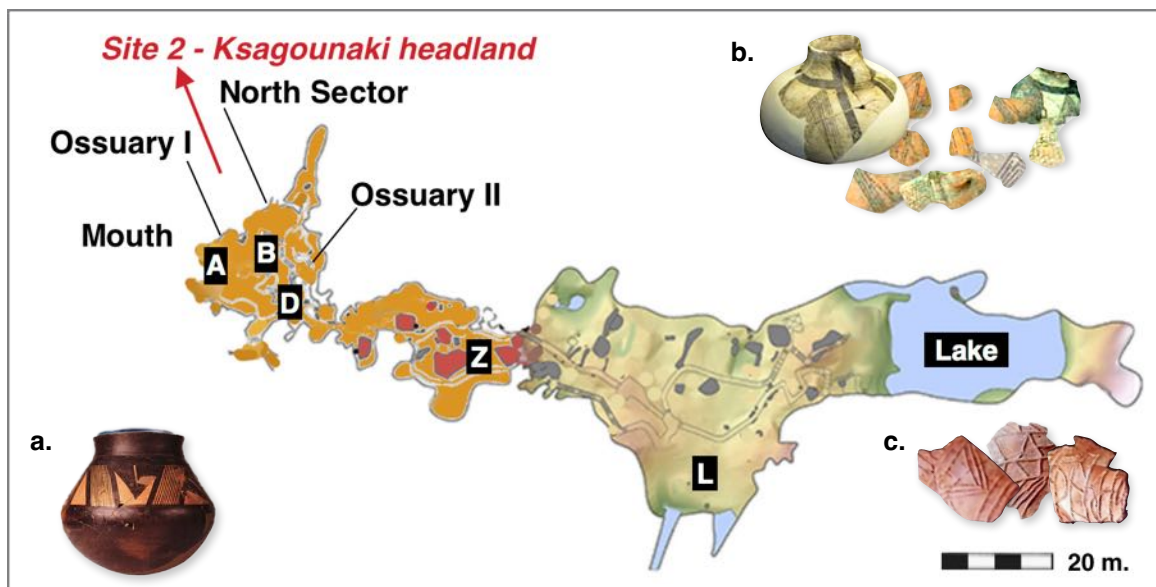 Site 2 - Ksagounaki headland
North Sector
Ossuary I
Ossuary II
Mouth
A
B
D
Z
L
Lake
a.
b.
c.
20 m.